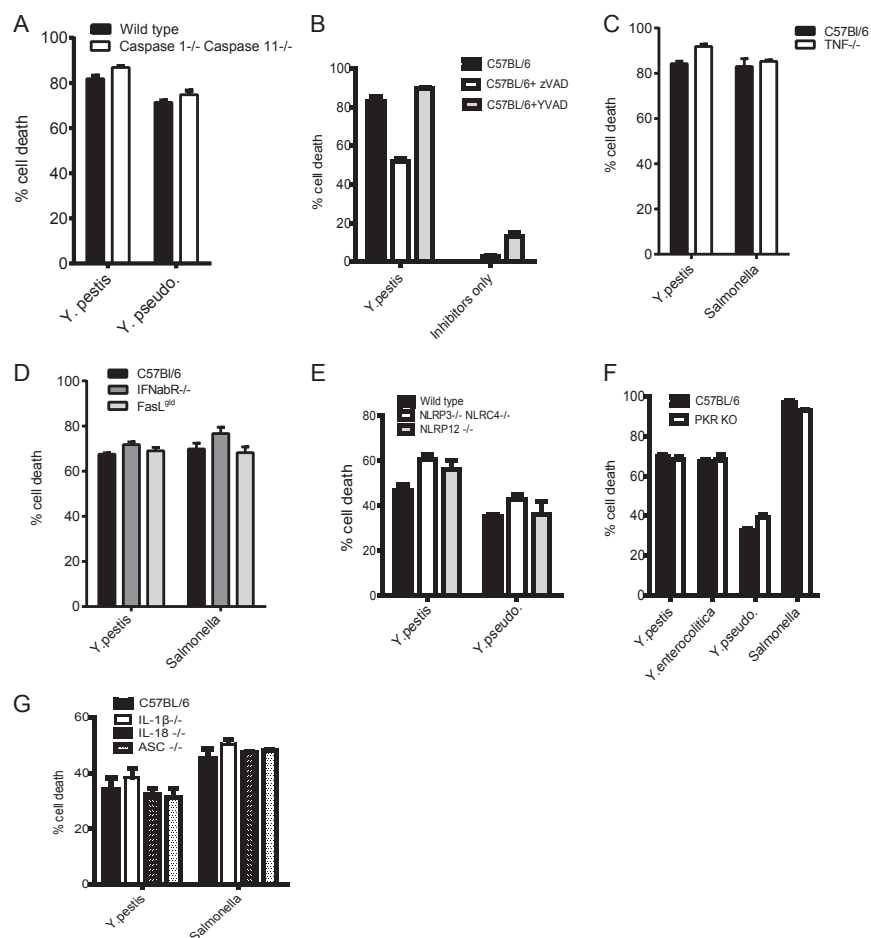 A
Wild type
Caspase 1-/- Caspase 11-/-
100
80
60
40
20
0
% cell death
Y. pestis
Y. pseudo.
B
C57BL/6
C57BL/6+ zVAD
C57BL/6+YVAD
100
80
60
40
20
0
% cell death
Y.pestis
Inhibitors only
C
C57Bl/6
TNF-/-
100
80
60
40
20
0
% cell death
Y.pestis
Salmonella
D
C57Bl/6
IFNabR-/-
FasLgld
100
80
60
40
20
0
% cell death
Y.pestis
Salmonella
E
Wild type
NLRP3-/- NLRC4-/-
NLRP12 -/-
80
60
40
20
0
% cell death
Y.pestis
Y.pseudo.
F
C57BL/6
PKR KO
100
80
60
40
20
0
% cell death
Y.pestis
Y.enterocolitica
Y.pseudo.
Salmonella
G
C57BL/6
IL-1β-/-
IL-18 -/-
ASC -/-
60
40
20
0
% cell death
Y.pestis
Salmonella